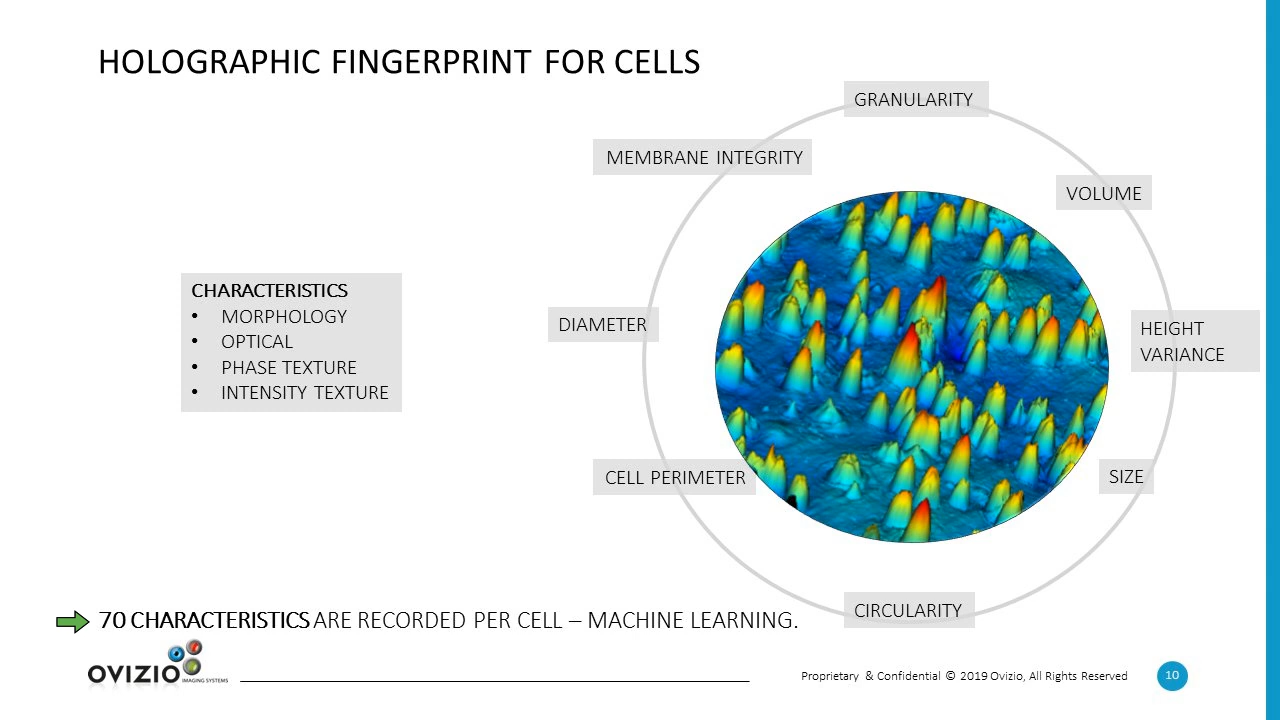 HOLOGRAPHIC FINGERPRINT FOR CELLS
GRANULARITY
MEMBRANE INTEGRITY
VOLUME
CHARACTERISTICS
• MORPHOLOGY
• OPTICAL
• PHASE TEXTURE
• INTENSITY TEXTURE
DIAMETER
HEIGHT
VARIANCE
CELL PERIMETER
SIZE
CIRCULARITY
70 CHARACTERISTICS ARE RECORDED PER CELL – MACHINE LEARNING.
OVIZIO
IMAGING SYSTEMS
Proprietary & Confidential © 2019 Ovizio, All Rights Reserved
10